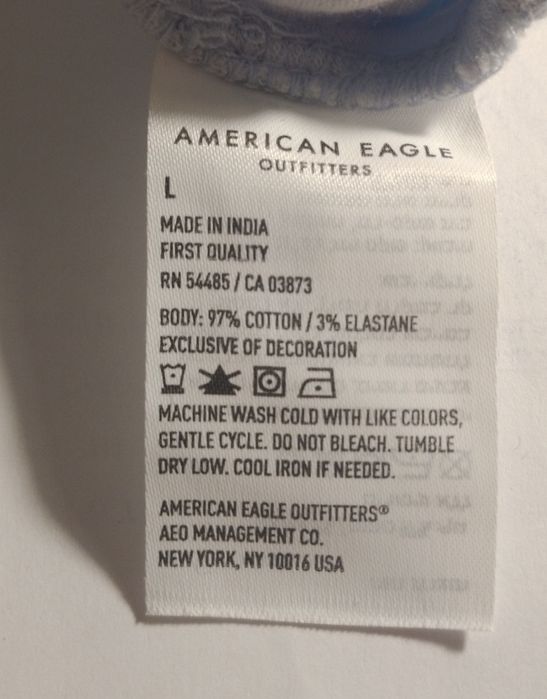 AMERICAN EAGLE
OUTFITTERS
L
MADE IN INDIA
FIRST QUALITY
RN 54485 / CA 03873
BODY: 97% COTTON / 3% ELASTANE
EXCLUSIVE OF DECORATION
MACHINE WASH COLD WITH LIKE COLORS,
GENTLE CYCLE. DO NOT BLEACH. TUMBLE
DRY LOW. COOL IRON IF NEEDED.
AMERICAN EAGLE OUTFITTERS®
AEO MANAGEMENT CO.
NEW YORK, NY 10016 USA